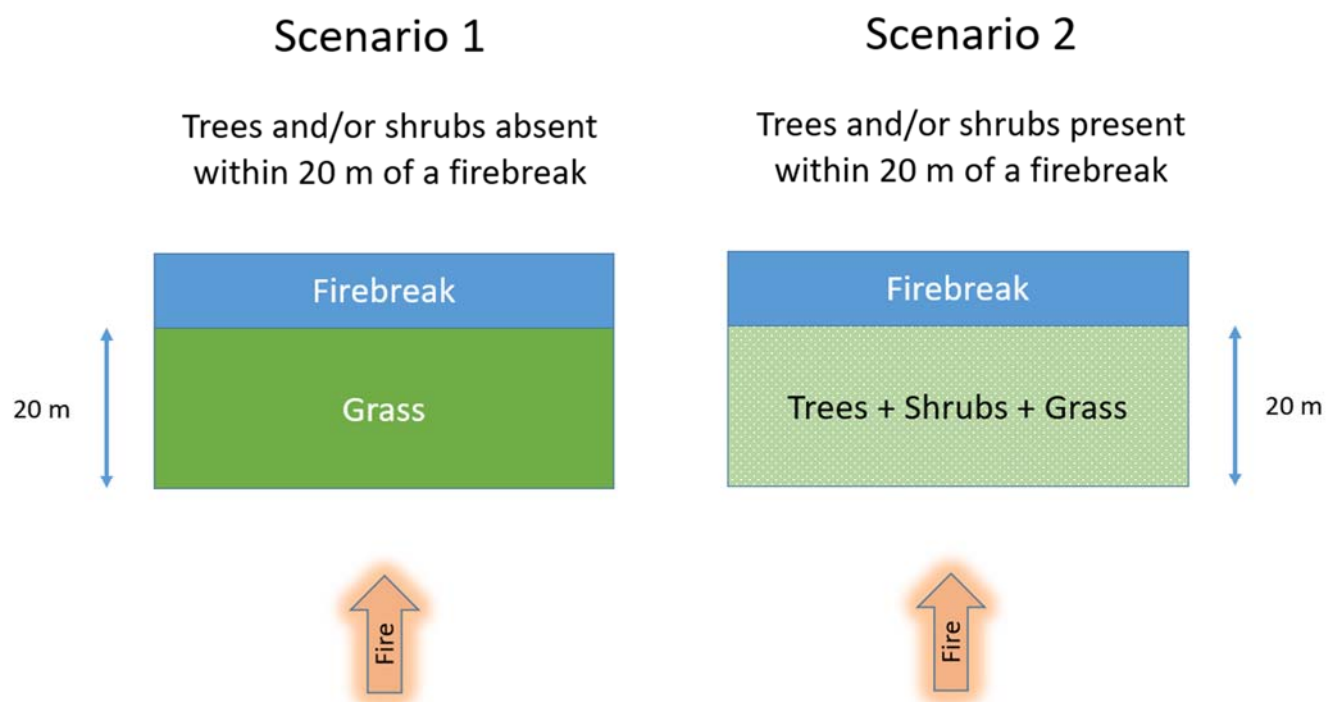 Scenario 1
Trees and/or shrubs absent
within 20 m of a firebreak
Firebreak
20 m
Grass
Fire
Scenario 2
Trees and/or shrubs present
within 20 m of a firebreak
Firebreak
Trees + Shrubs + Grass
20 m
Fire